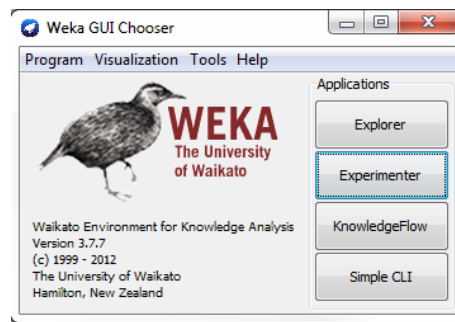 Weka GUI Chooser
Program Visualization Tools Help
WEKA
The University
of Waikato
Waikato Environment for Knowledge Analysis
Version 3.7.7
(c) 1999 - 2012
The University of Waikato
Hamilton, New Zealand
Applications
Explorer
Experimenter
KnowledgeFlow
Simple CLI